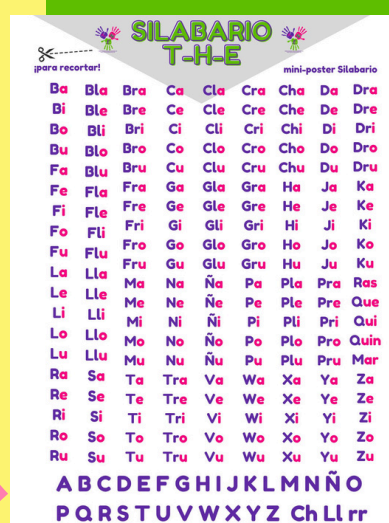 SILABARIO
T-H-E
¡para recortar!
mini-poster Silabario
Ba Bla Bra Ca Cla Cra Cha Da Dra
Bi Ble Bre Ce Cle Cre Che De Dre
Bo Bli Bri Ci Cli Cri Chi Di Dri
Bu Blo Bro Co Clo Cro Cho Do Dro
Fa Blu Bru Cu Clu Cru Chu Du Dru
Fe Fla Fra Ga Gla Gra Ha Ja Ka
Fi Fle Fre Ge Gle Gre He Je Ke
Fo Fli Fri Gi Gli Gri Hi Ji Ki
Fu Flu Fro Go Glo Gro Ho Jo Ko
La Lla Fru Gu Glu Gru Hu Ju Ku
Le Lle Ma Na Ña Pa Pla Pra Ras
Li Lli Me Ne Ñe Pe Ple Pre Que
Lo Llo Mi Ni Ñi Pi Pli Pri Qui
Lu Llu Mo No Ño Po Plo Pro Quin
Mu Nu Ñu Pu Plu Pru Mar
Ra Sa Ta Tra Va Wa Xa Ya Za
Re Se Te Tre Ve We Xe Ye Ze
Ri Si Ti Tri Vi Wi Xi Yi Zi
Ro So To Tro Vo Wo Xo Yo Zo
Ru Su Tu Tru Vu Wu Xu Yu Zu
A B C D E F G H I J K L M N Ñ O
P Q R S T U V W X Y Z Ch Ll rr